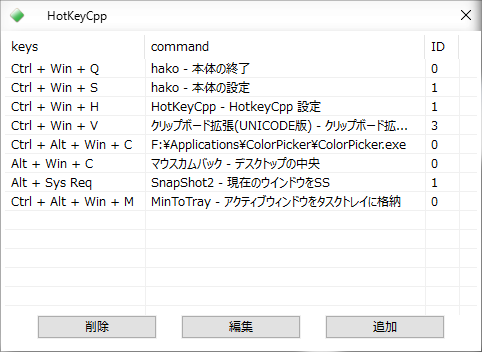 HotKeyCpp
keys command ID
Ctrl + Win + Q hako - 本体の終了 0
Ctrl + Win + S hako - 本体の設定 1
Ctrl + Win + H HotKeyCpp - HotkeyCpp 設定 1
Ctrl + Win + V クリップボード拡張(UNICODE版) - クリップボード拡... 3
Ctrl + Alt + Win + C F:¥Applications¥ColorPicker¥ColorPicker.exe 0
Alt + Win + C マウスカムバック - デスクトップの中央 0
Alt + Sys Req SnapShot2 - 現在のウインドウをSS 1
Ctrl + Alt + Win + M MinToTray - アクティブウィンドウをタスクトレイに格納 0
削除 編集 追加